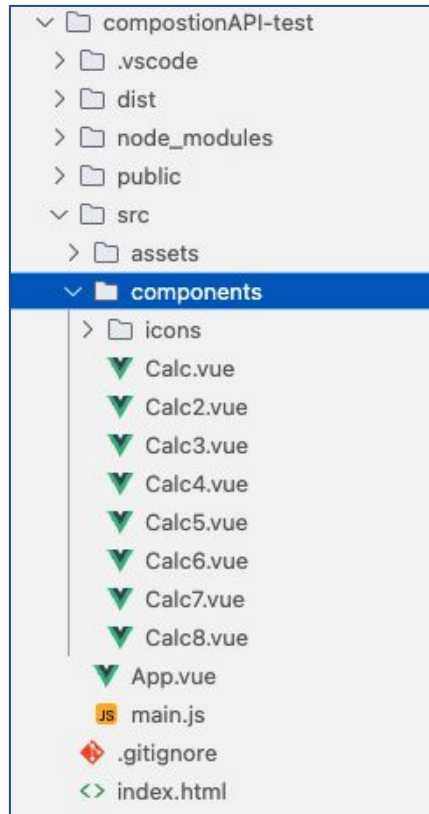 compostionAPI-test
.vscode
dist
node_modules
public
src
assets
components
icons
Calc.vue
Calc2.vue
Calc3.vue
Calc4.vue
Calc5.vue
Calc6.vue
Calc7.vue
Calc8.vue
App.vue
JS main.js
.gitignore
<> index.html